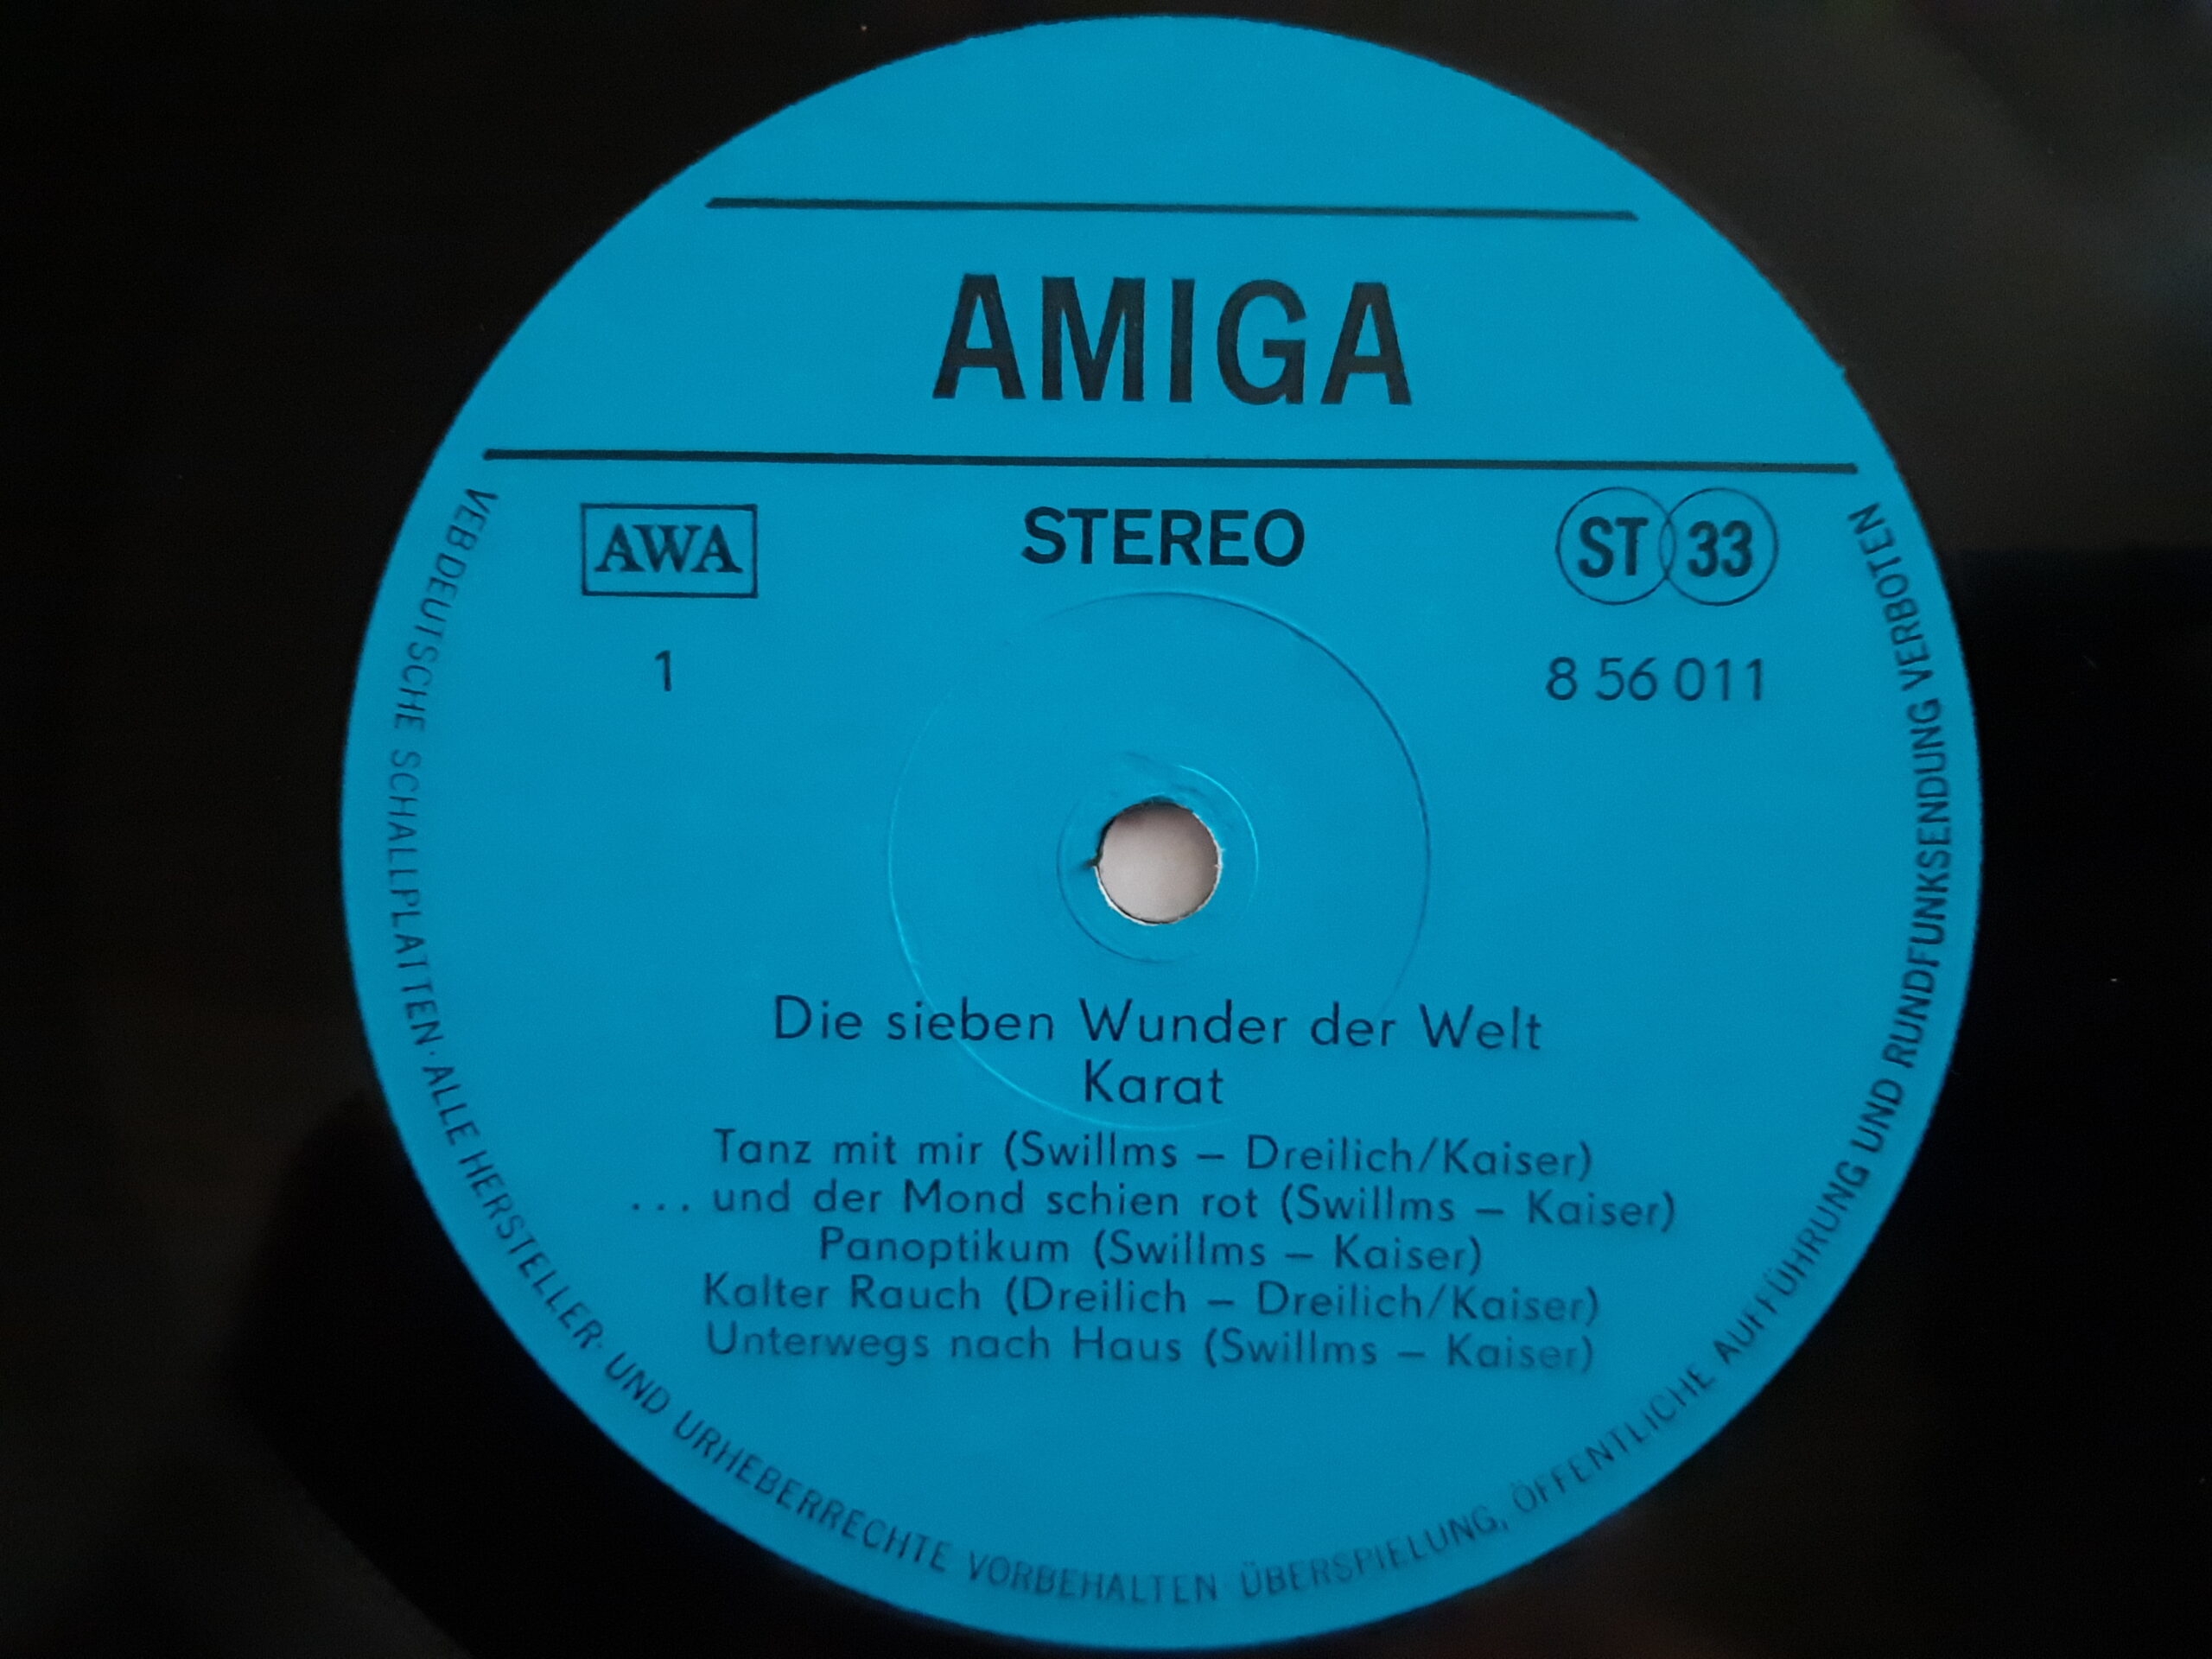 AMIGA
AWA
STEREO
ST 33
1
8 56 011
Die sieben Wunder der Welt
Karat
Tanz mit mir (Swillms – Dreilich/Kaiser)
... und der Mond schien rot (Swillms – Kaiser)
Panoptikum (Swillms – Kaiser)
Kalter Rauch (Dreilich – Dreilich/Kaiser)
Unterwegs nach Haus (Swillms – Kaiser)
VEB DEUTSCHE SCHALLPLATTEN · ALLE HERSTELLER- UND URHEBERRECHTE VORBEHALTEN ÜBERSPIELUNG, ÖFFENTLICHE AUFFÜHRUNG UND RUNDFUNKSENDUNG VERBOTEN